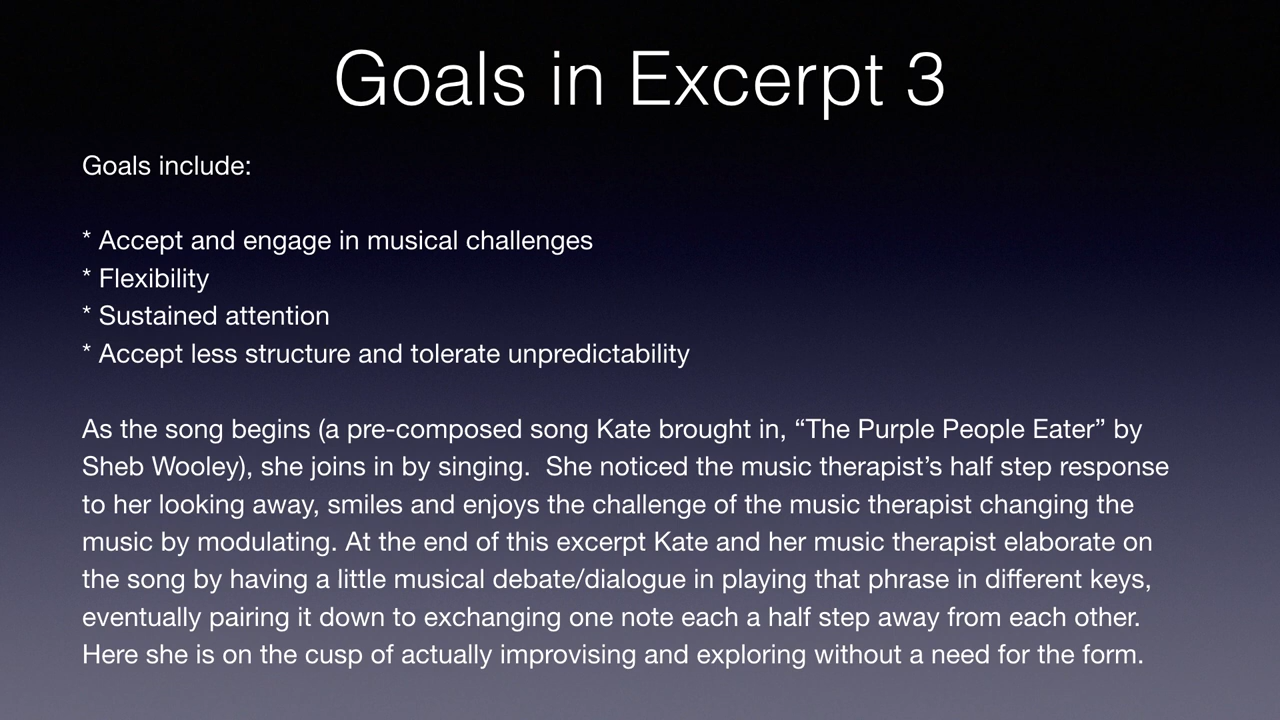 Goals in Excerpt 3
Goals include:
* Accept and engage in musical challenges
* Flexibility
* Sustained attention
* Accept less structure and tolerate unpredictability
As the song begins (a pre-composed song Kate brought in, “The Purple People Eater” by
Sheb Wooley), she joins in by singing.  She noticed the music therapist’s half step response
to her looking away, smiles and enjoys the challenge of the music therapist changing the
music by modulating. At the end of this excerpt Kate and her music therapist elaborate on
the song by having a little musical debate/dialogue in playing that phrase in different keys,
eventually pairing it down to exchanging one note each a half step away from each other.
Here she is on the cusp of actually improvising and exploring without a need for the form.